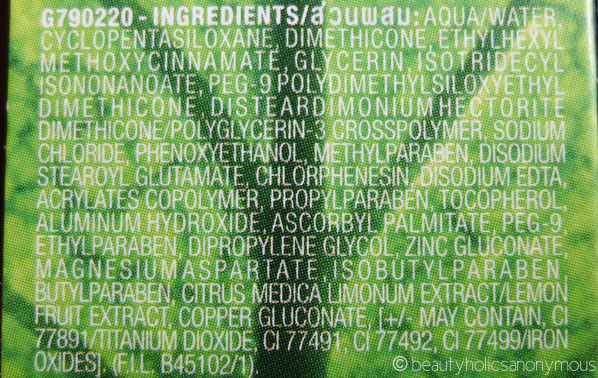 G790220 - INGREDIENTS/ส่วนผสม: AQUA/WATER,
CYCLOPENTASILOXANE, DIMETHICONE, ETHYLHEXYL
METHOXYCINNAMATE, GLYCERIN, ISOTRIDECYL
ISONONANOATE, PEG-9 POLYDIMETHYLSILOXYETHYL
DIMETHICONE, DISTEARDIMONIUM HECTORITE,
DIMETHICONE/POLYGLYCERIN-3 CROSSPOLYMER, SODIUM
CHLORIDE, PHENOXYETHANOL, METHYLPARABEN, DISODIUM
STEAROYL GLUTAMATE, CHLORPHENESIN, DISODIUM EDTA,
ACRYLATES COPOLYMER, PROPYLPARABEN, TOCOPHEROL,
ALUMINUM HYDROXIDE, ASCORBYL PALMITATE, PEG-9,
ETHYLPARABEN, DIPROPYLENE GLYCOL, ZINC GLUCONATE,
MAGNESIUM ASPARTATE, ISOBUTYLPARABEN,
BUTYLPARABEN, CITRUS MEDICA LIMONUM EXTRACT/LEMON
FRUIT EXTRACT, COPPER GLUCONATE, [+/- MAY CONTAIN, CI
77891/TITANIUM DIOXIDE, CI 77491, CI 77492, CI 77499/IRON
OXIDES]. (F.I.L. B45102/1).
© beautyholicsanonymous